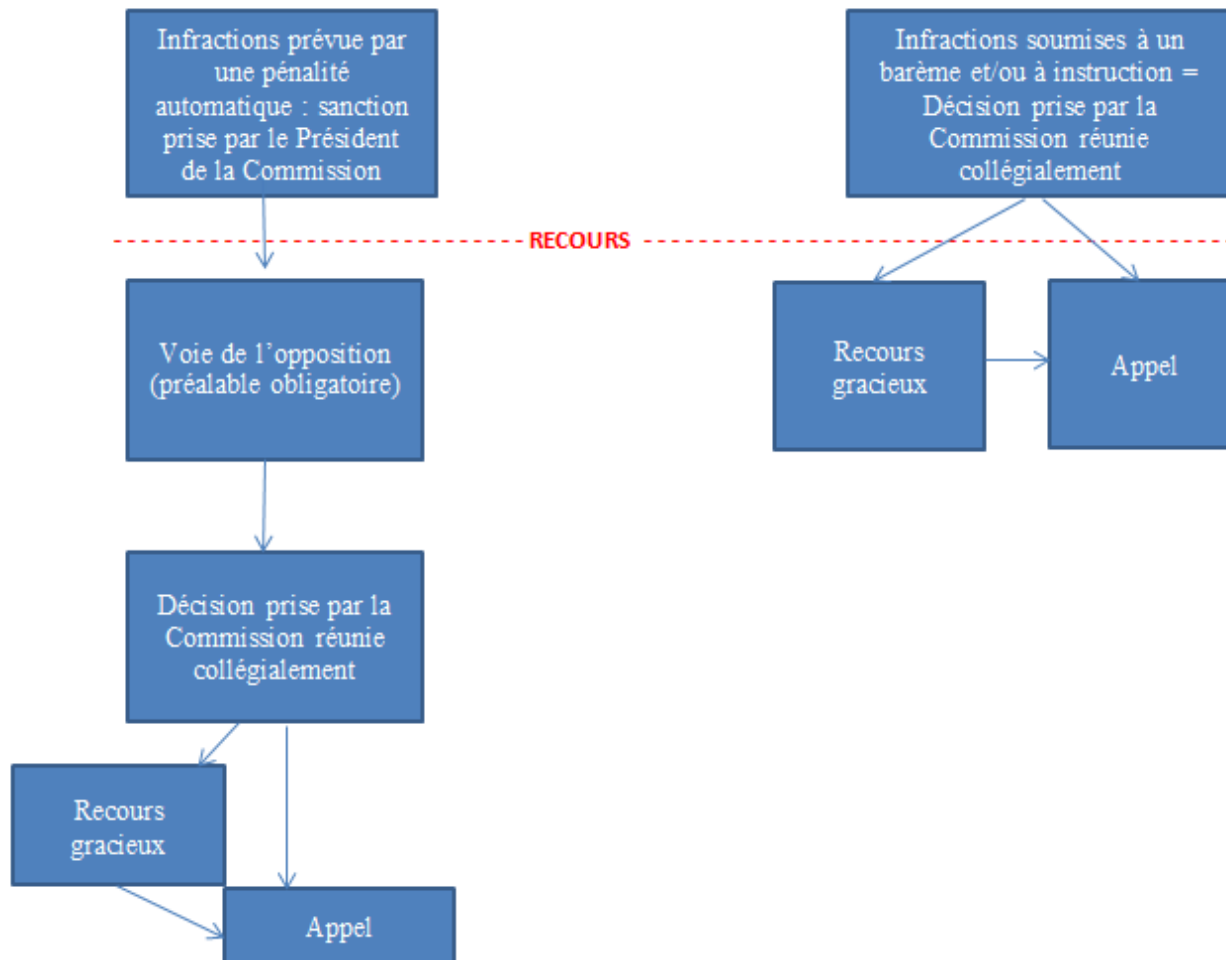 Infractions prévue par
une pénalité
automatique : sanction
prise par le Président
de la Commission
Infractions soumises à un
barème et/ou à instruction =
Décision prise par la
Commission réunie
collégialement
RECOURS
Voie de l’opposition
(préalable obligatoire)
Recours
gracieux
Appel
Décision prise par la
Commission réunie
collégialement
Recours
gracieux
Appel